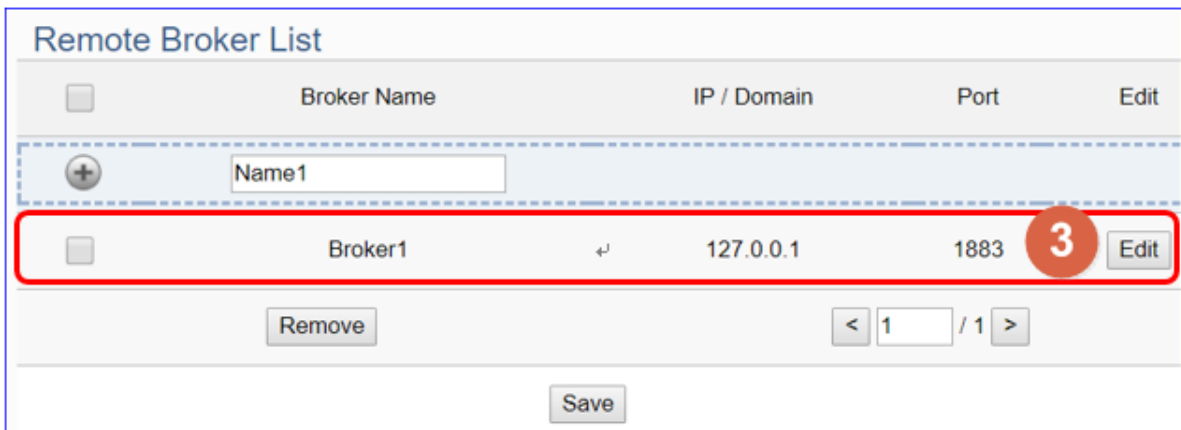 Remote Broker List
Broker Name IP / Domain Port Edit
Name1
Broker1 ↵ 127.0.0.1 1883 3 Edit
Remove < 1 / 1 >
Save